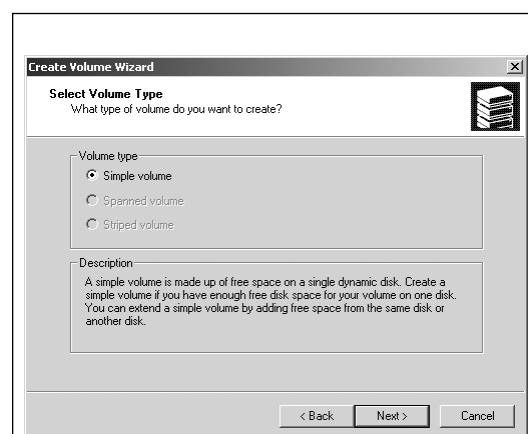 Create Volume Wizard
Select Volume Type
What type of volume do you want to create?
Volume type
Simple volume
Spanned volume
Striped volume
Description
A simple volume is made up of free space on a single dynamic disk. Create a
simple volume if you have enough free disk space for your volume on one disk.
You can extend a simple volume by adding free space from the same disk or
another disk.
< Back
Next >
Cancel